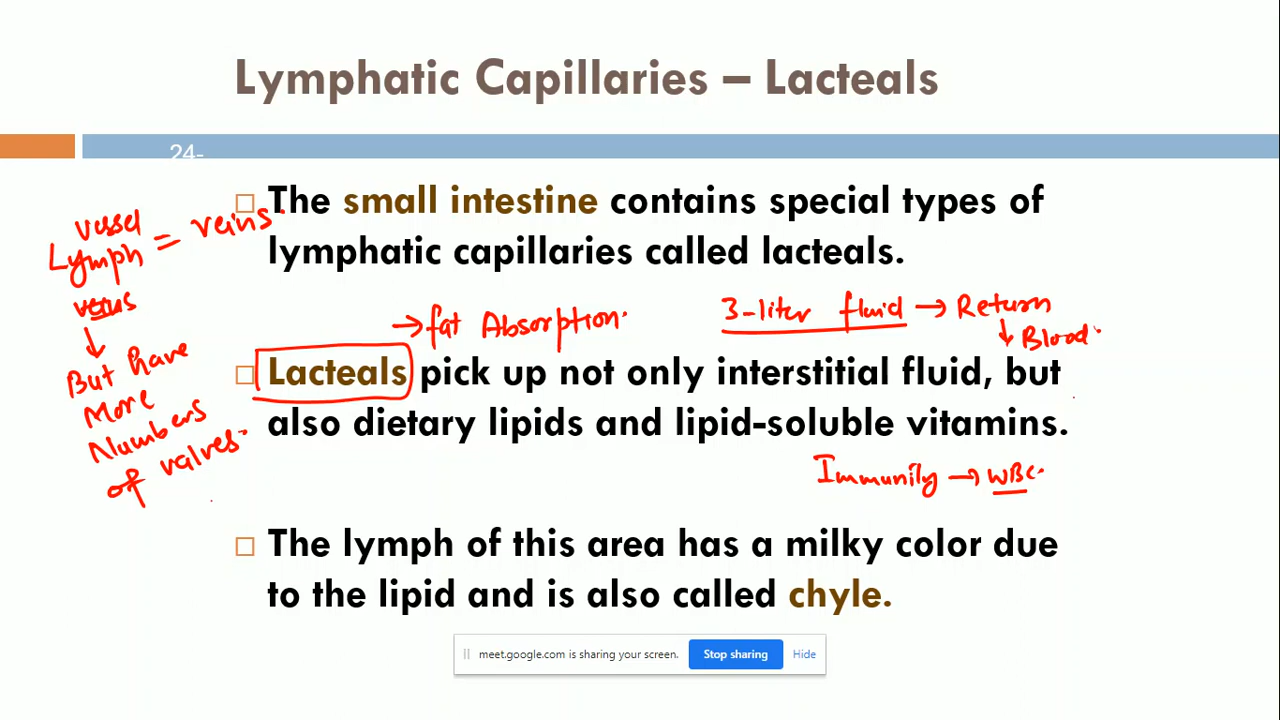 Lymphatic Capillaries – Lacteals
24-
The small intestine contains special types of
lymphatic capillaries called lacteals.
vessel
Lymph = veins
veins
But have
More
Numbers
of valves
→ fat Absorption
3-liter fluid → Return
↓ Blood
Lacteals pick up not only interstitial fluid, but
also dietary lipids and lipid-soluble vitamins.
Immunity → WBC
The lymph of this area has a milky color due
to the lipid and is also called chyle.
meet.google.com is sharing your screen. Stop sharing Hide